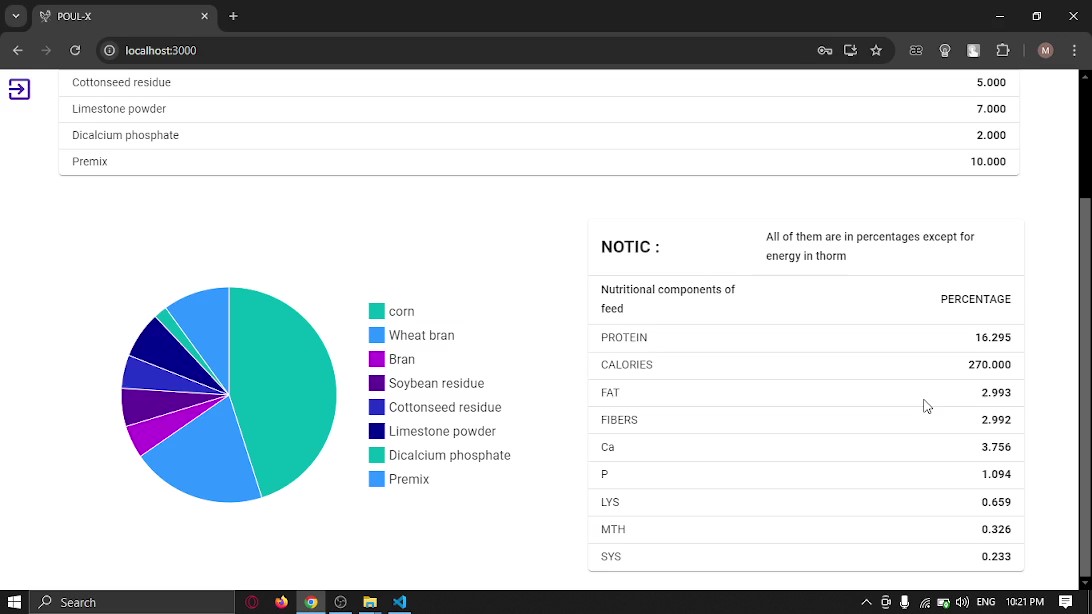 POUL-X
localhost:3000
M
Cottonseed residue 5.000
Limestone powder 7.000
Dicalcium phosphate 2.000
Premix 10.000
corn
Wheat bran
Bran
Soybean residue
Cottonseed residue
Limestone powder
Dicalcium phosphate
Premix
NOTIC :
All of them are in percentages except for
energy in thorm
Nutritional components of
feed
PERCENTAGE
PROTEIN 16.295
CALORIES 270.000
FAT 2.993
FIBERS 2.992
Ca 3.756
P 1.094
LYS 0.659
MTH 0.326
SYS 0.233
Search
ENG 10:21 PM